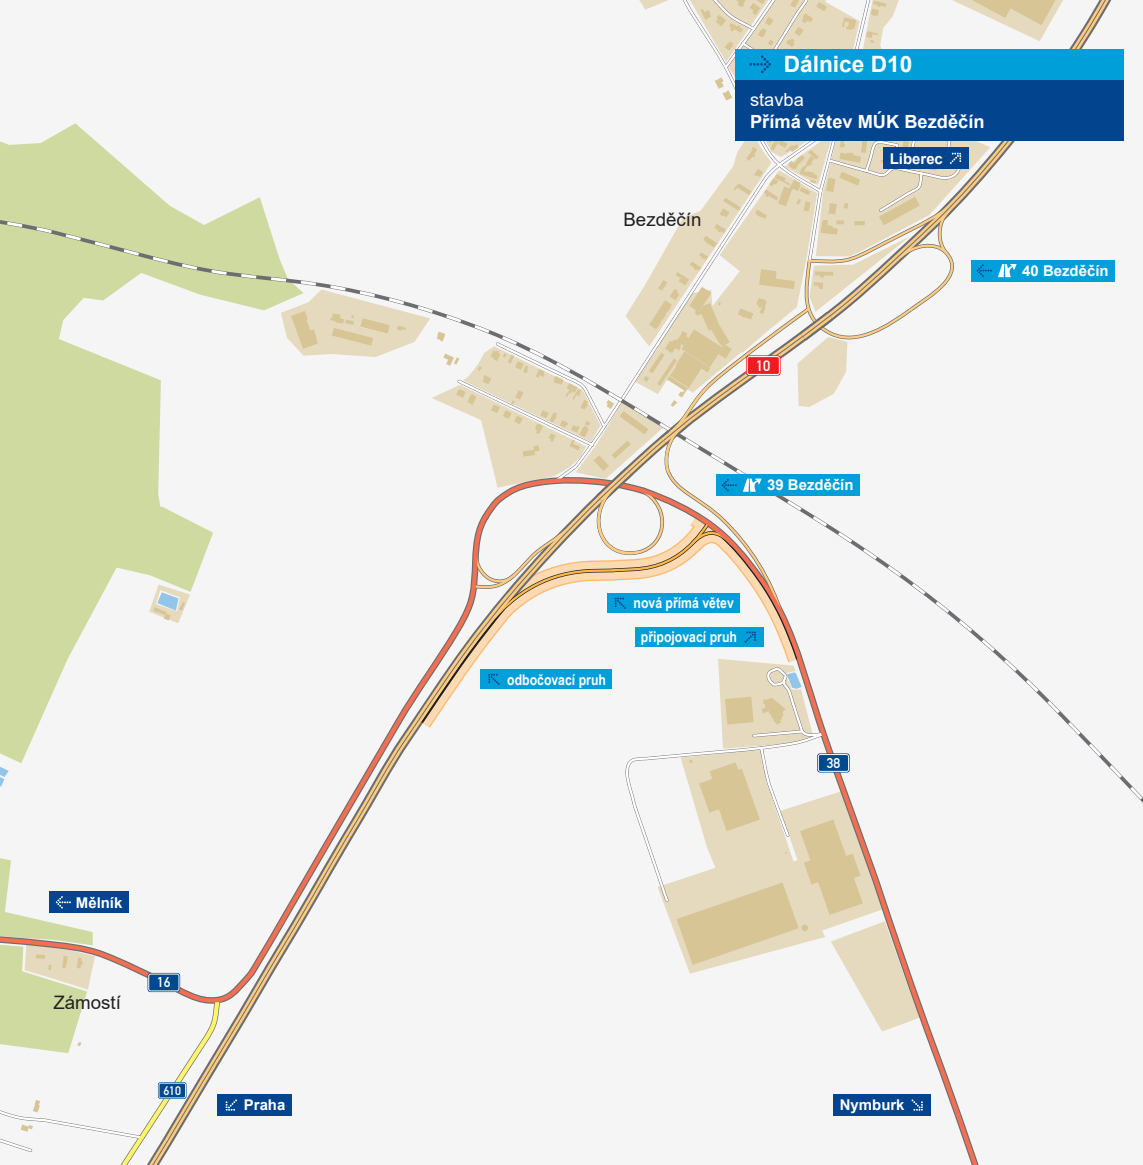 Dálnice D10
stavba
Přímá větev MÚK Bezděčín
Liberec
Bezděčín
40 Bezděčín
10
39 Bezděčín
nová přímá větev
připojovací pruh
odbočovací pruh
38
Mělník
16
Zámostí
610
Praha
Nymburk